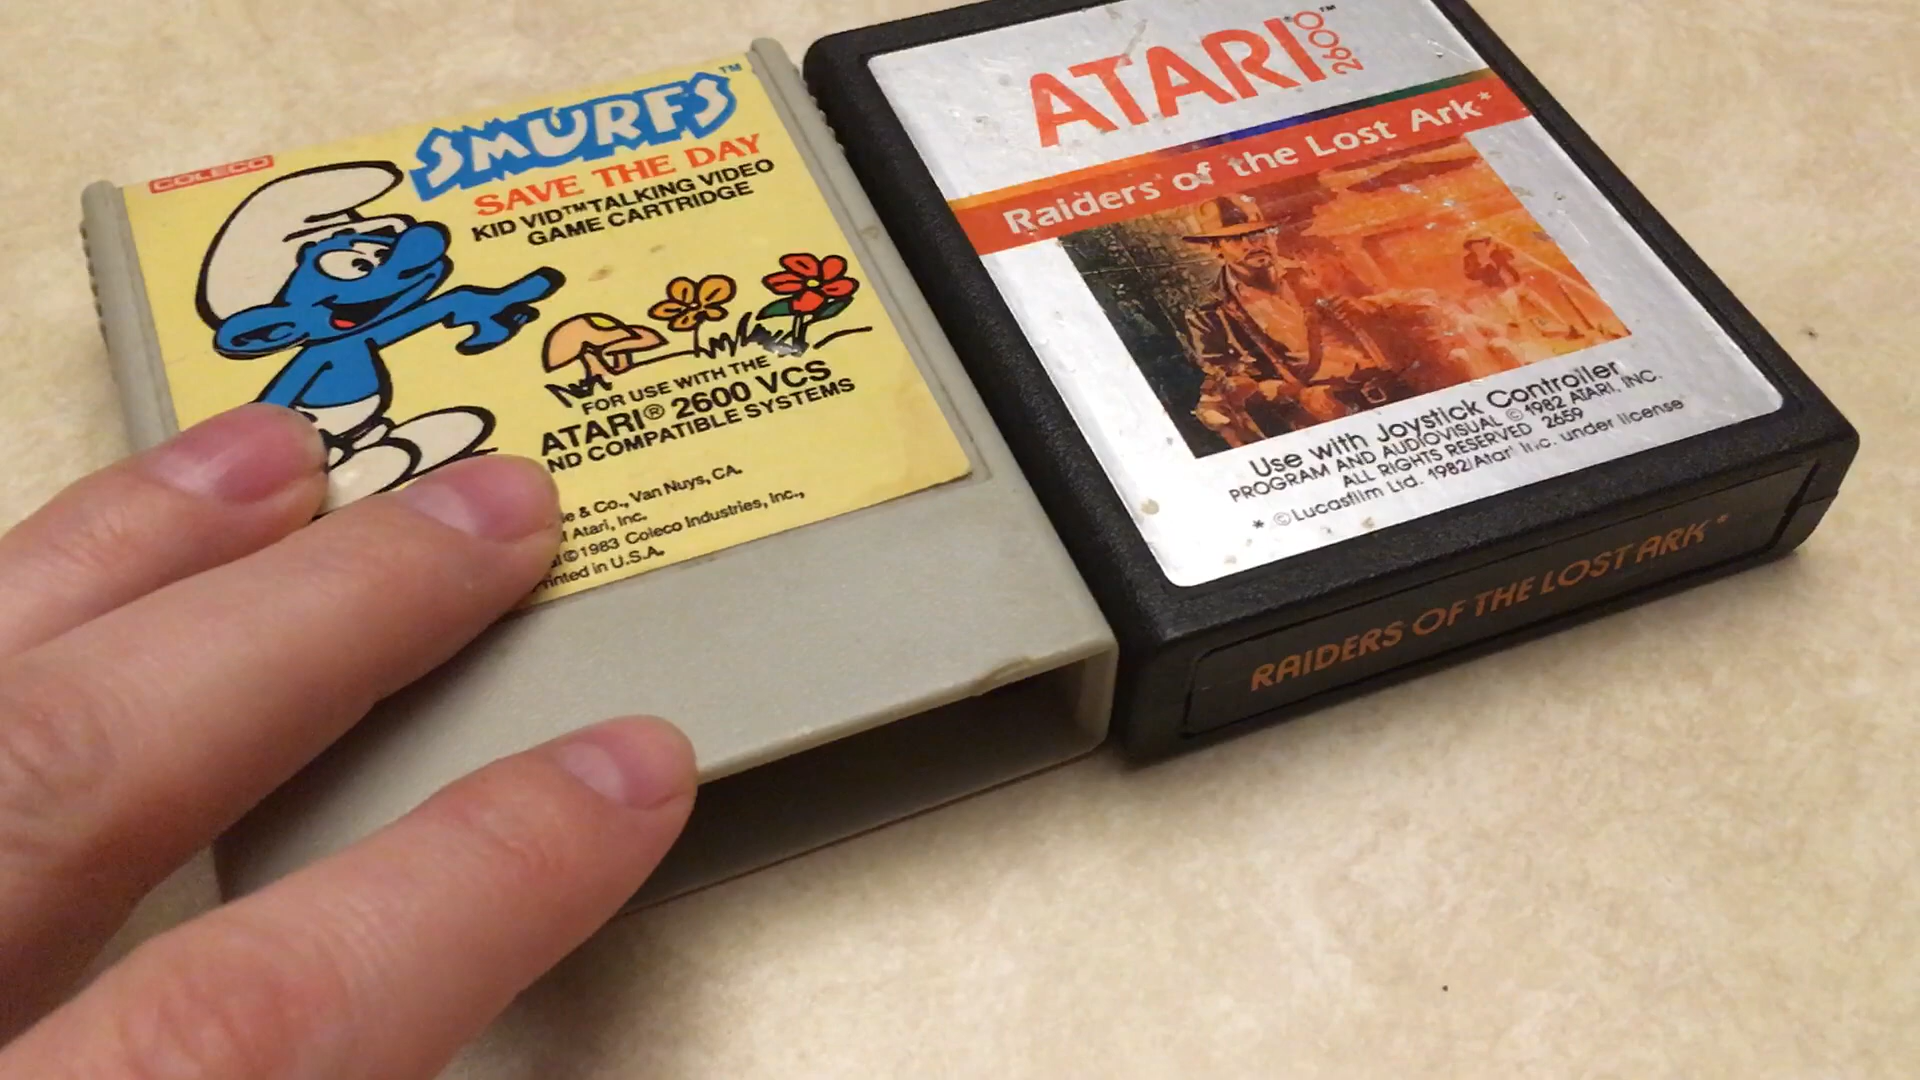 COLECO
SMURFS™
SAVE THE DAY
KID VID™ TALKING VIDEO
GAME CARTRIDGE
FOR USE WITH THE
ATARI® 2600 VCS
ND COMPATIBLE SYSTEMS
& Co., Van Nuys, CA.
Atari, Inc.
©1983 Coleco Industries, Inc.,
rinted in U.S.A.
ATARI® 2600™
Raiders of the Lost Ark*
Use with Joystick Controller
PROGRAM AND AUDIOVISUAL © 1982 ATARI, INC.
ALL RIGHTS RESERVED 2659
* © Lucasfilm Ltd. 1982/Atari Inc. under license
RAIDERS OF THE LOST ARK*